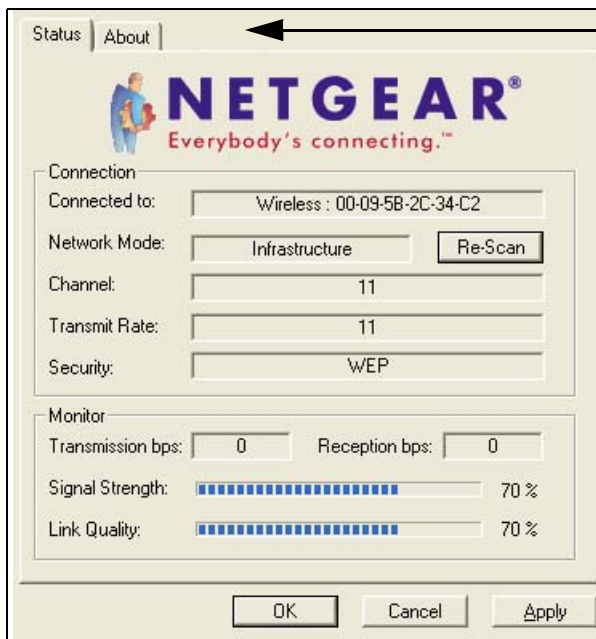 Status About
NETGEAR®
Everybody's connecting.™
Connection
Connected to: Wireless : 00-09-5B-2C-34-C2
Network Mode: Infrastructure Re-Scan
Channel: 11
Transmit Rate: 11
Security: WEP
Monitor
Transmission bps: 0 Reception bps: 0
Signal Strength: 70 %
Link Quality: 70 %
OK Cancel Apply